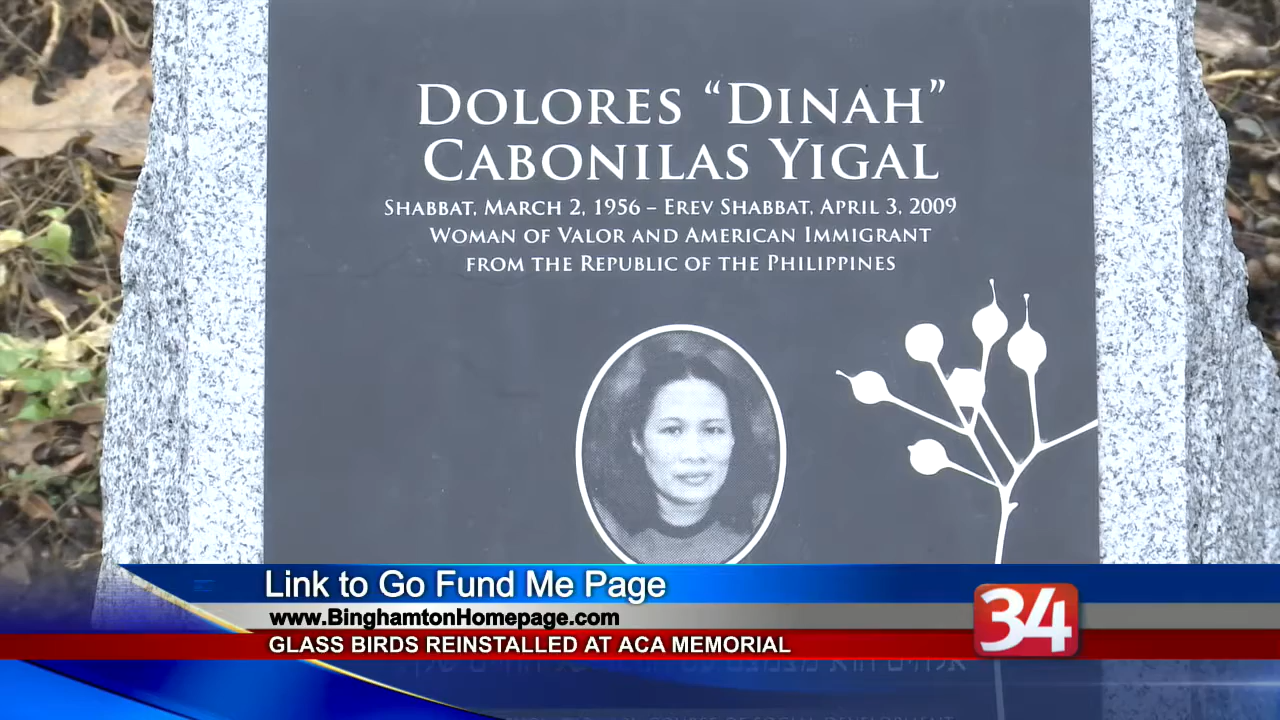 DOLORES “DINAH”
CABONILAS YIGAL
SHABBAT, MARCH 2, 1956 – EREV SHABBAT, APRIL 3, 2009
WOMAN OF VALOR AND AMERICAN IMMIGRANT
FROM THE REPUBLIC OF THE PHILIPPINES
Link to Go Fund Me Page
www.BinghamtonHomepage.com
34
GLASS BIRDS REINSTALLED AT ACA MEMORIAL